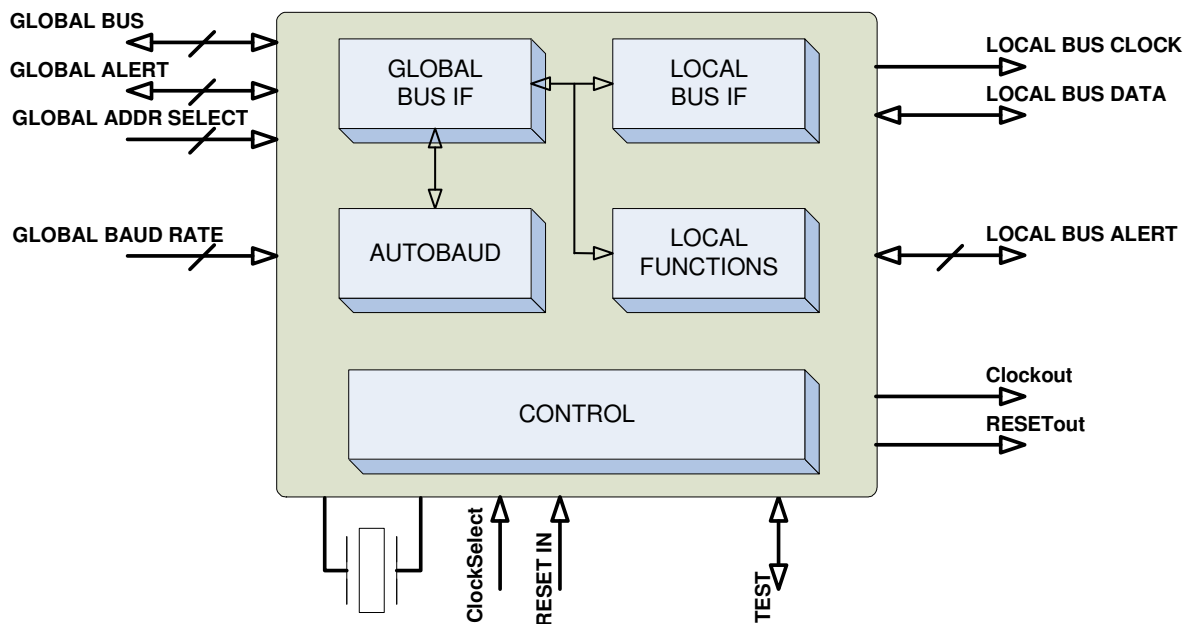 GLOBAL BUS
GLOBAL ALERT
GLOBAL ADDR SELECT
GLOBAL BAUD RATE
GLOBAL
BUS IF
LOCAL
BUS IF
AUTOBAUD
LOCAL
FUNCTIONS
CONTROL
LOCAL BUS CLOCK
LOCAL BUS DATA
LOCAL BUS ALERT
Clockout
RESETout
ClockSelect
RESET IN
TEST